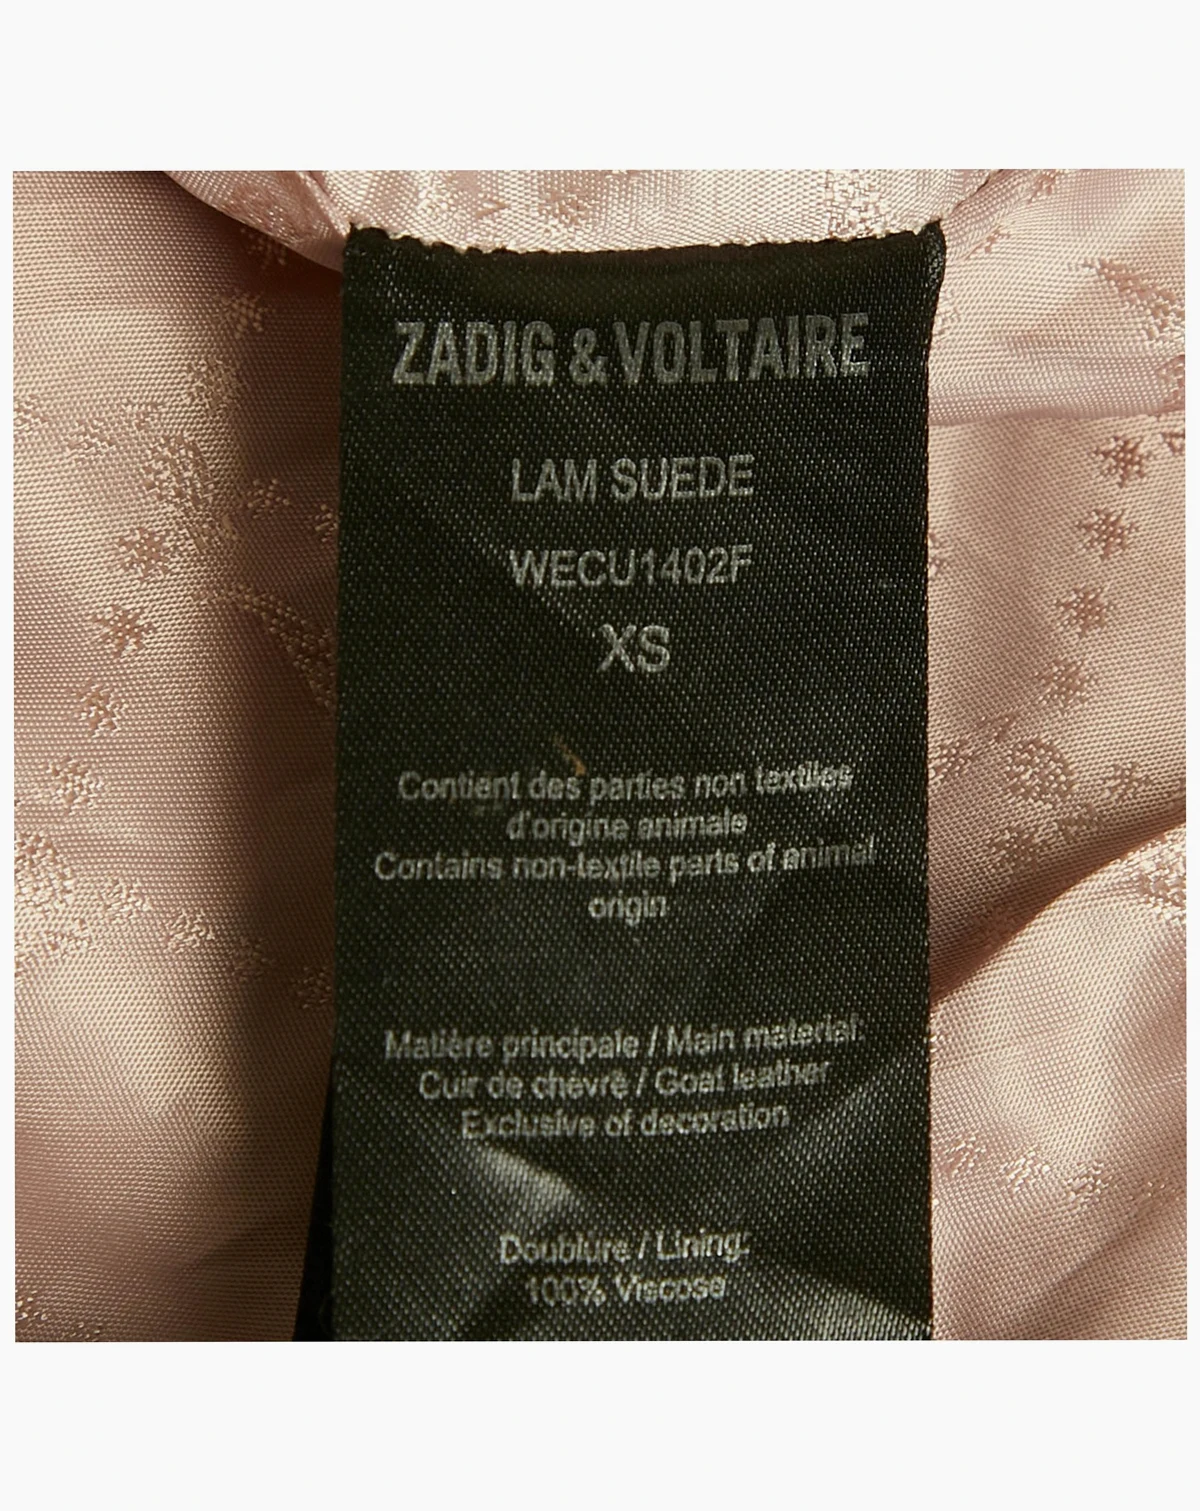 ZADIG & VOLTAIRE
LAM SUEDE
WECU1402F
XS
Contient des parties non textiles
d'origine animale
Contains non-textile parts of animal
origin
Matière principale / Main material:
Cuir de chèvre / Goat leather
Exclusive of decoration
Doublure / Lining:
100% Viscose